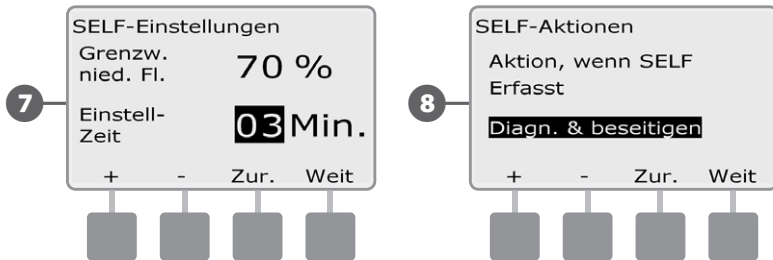 7
SELF-Einstellungen
Grenzw.
nied. Fl. 70 %
Einstell-
Zeit 03 Min.
+ - Zur. Weit
8
SELF-Aktionen
Aktion, wenn SELF
Erfasst
Diagn. & beseitigen
+ - Zur. Weit